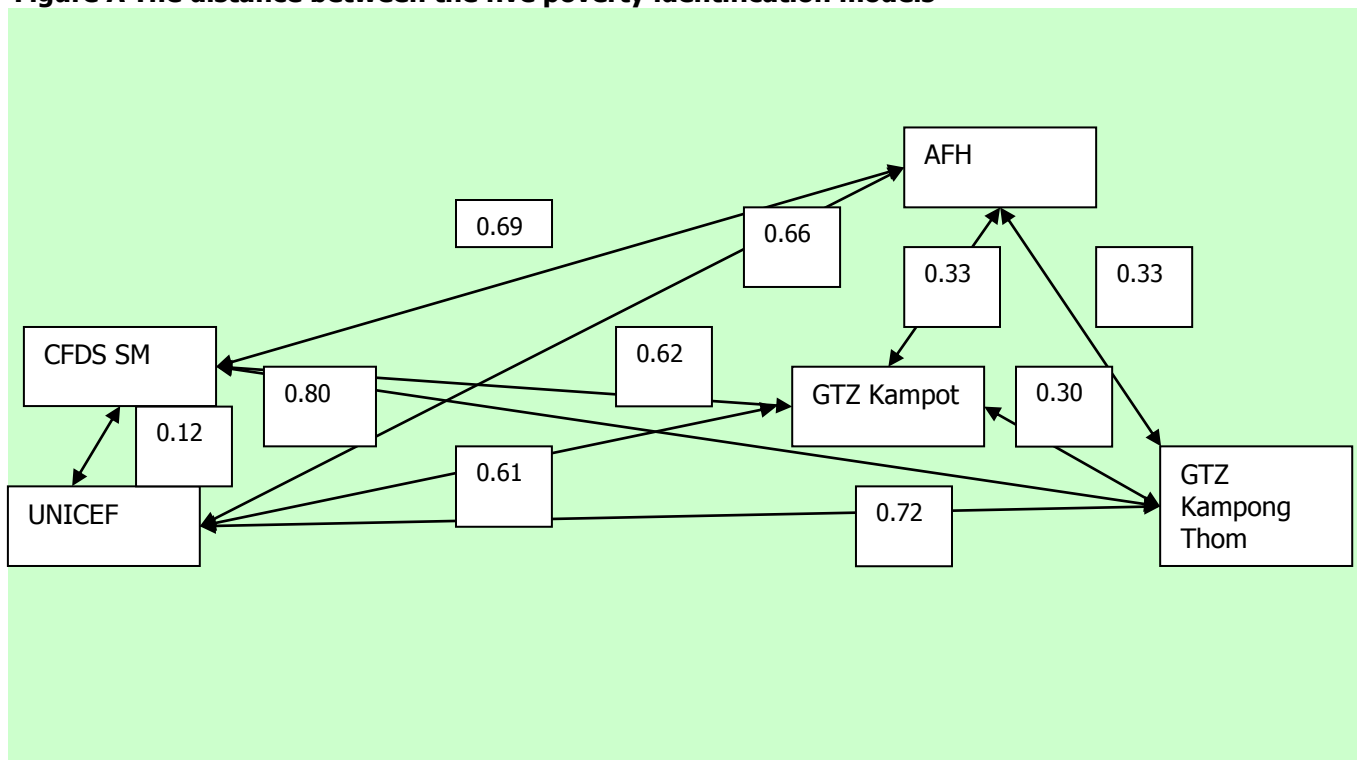 Figure A The distance between the five poverty identification models
AFH
0.69
0.66
0.33
0.33
CFDS SM
0.62
0.80
GTZ Kampot
0.30
0.12
0.61
GTZ
Kampong
Thom
UNICEF
0.72